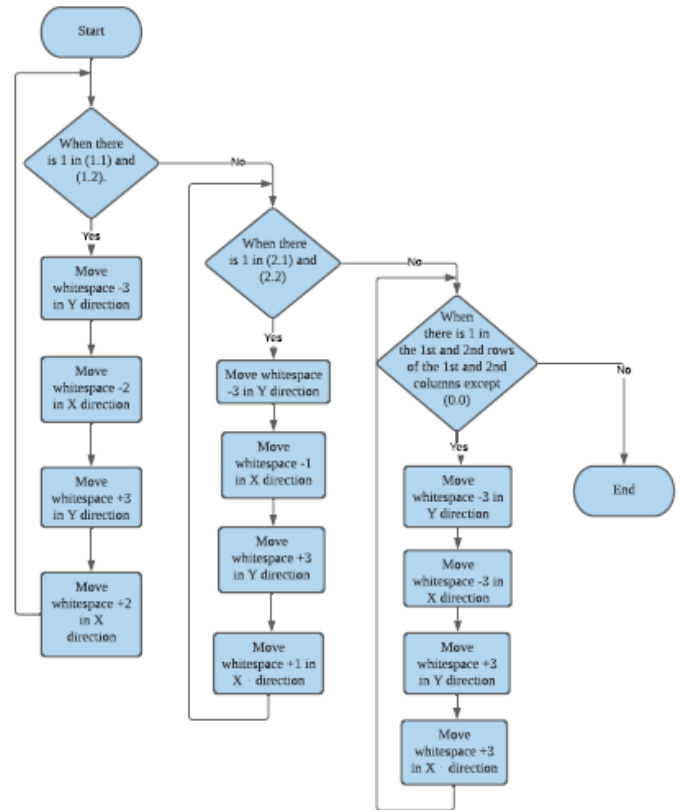 Start
When there
is 1 in (1.1) and
(1.2).
No
Yes
Move
whitespace -3
in Y direction
Move
whitespace -2
in X direction
Move
whitespace +3
in Y direction
Move
whitespace +2
in X
direction
When there
is 1 in (2.1) and
(2.2)
No
Yes
Move whitespace
-3 in Y direction
Move
whitespace -1
in X direction
Move
whitespace +3
in Y direction
Move
whitespace +1 in
X · direction
When
there is 1 in
the 1st and 2nd rows
of the 1st and 2nd
columns except
(0.0)
No
Yes
Move
whitespace -3 in
Y direction
Move
whitespace -3 in
X direction
Move
whitespace +3
in Y direction
Move
whitespace +3
in X · direction
End